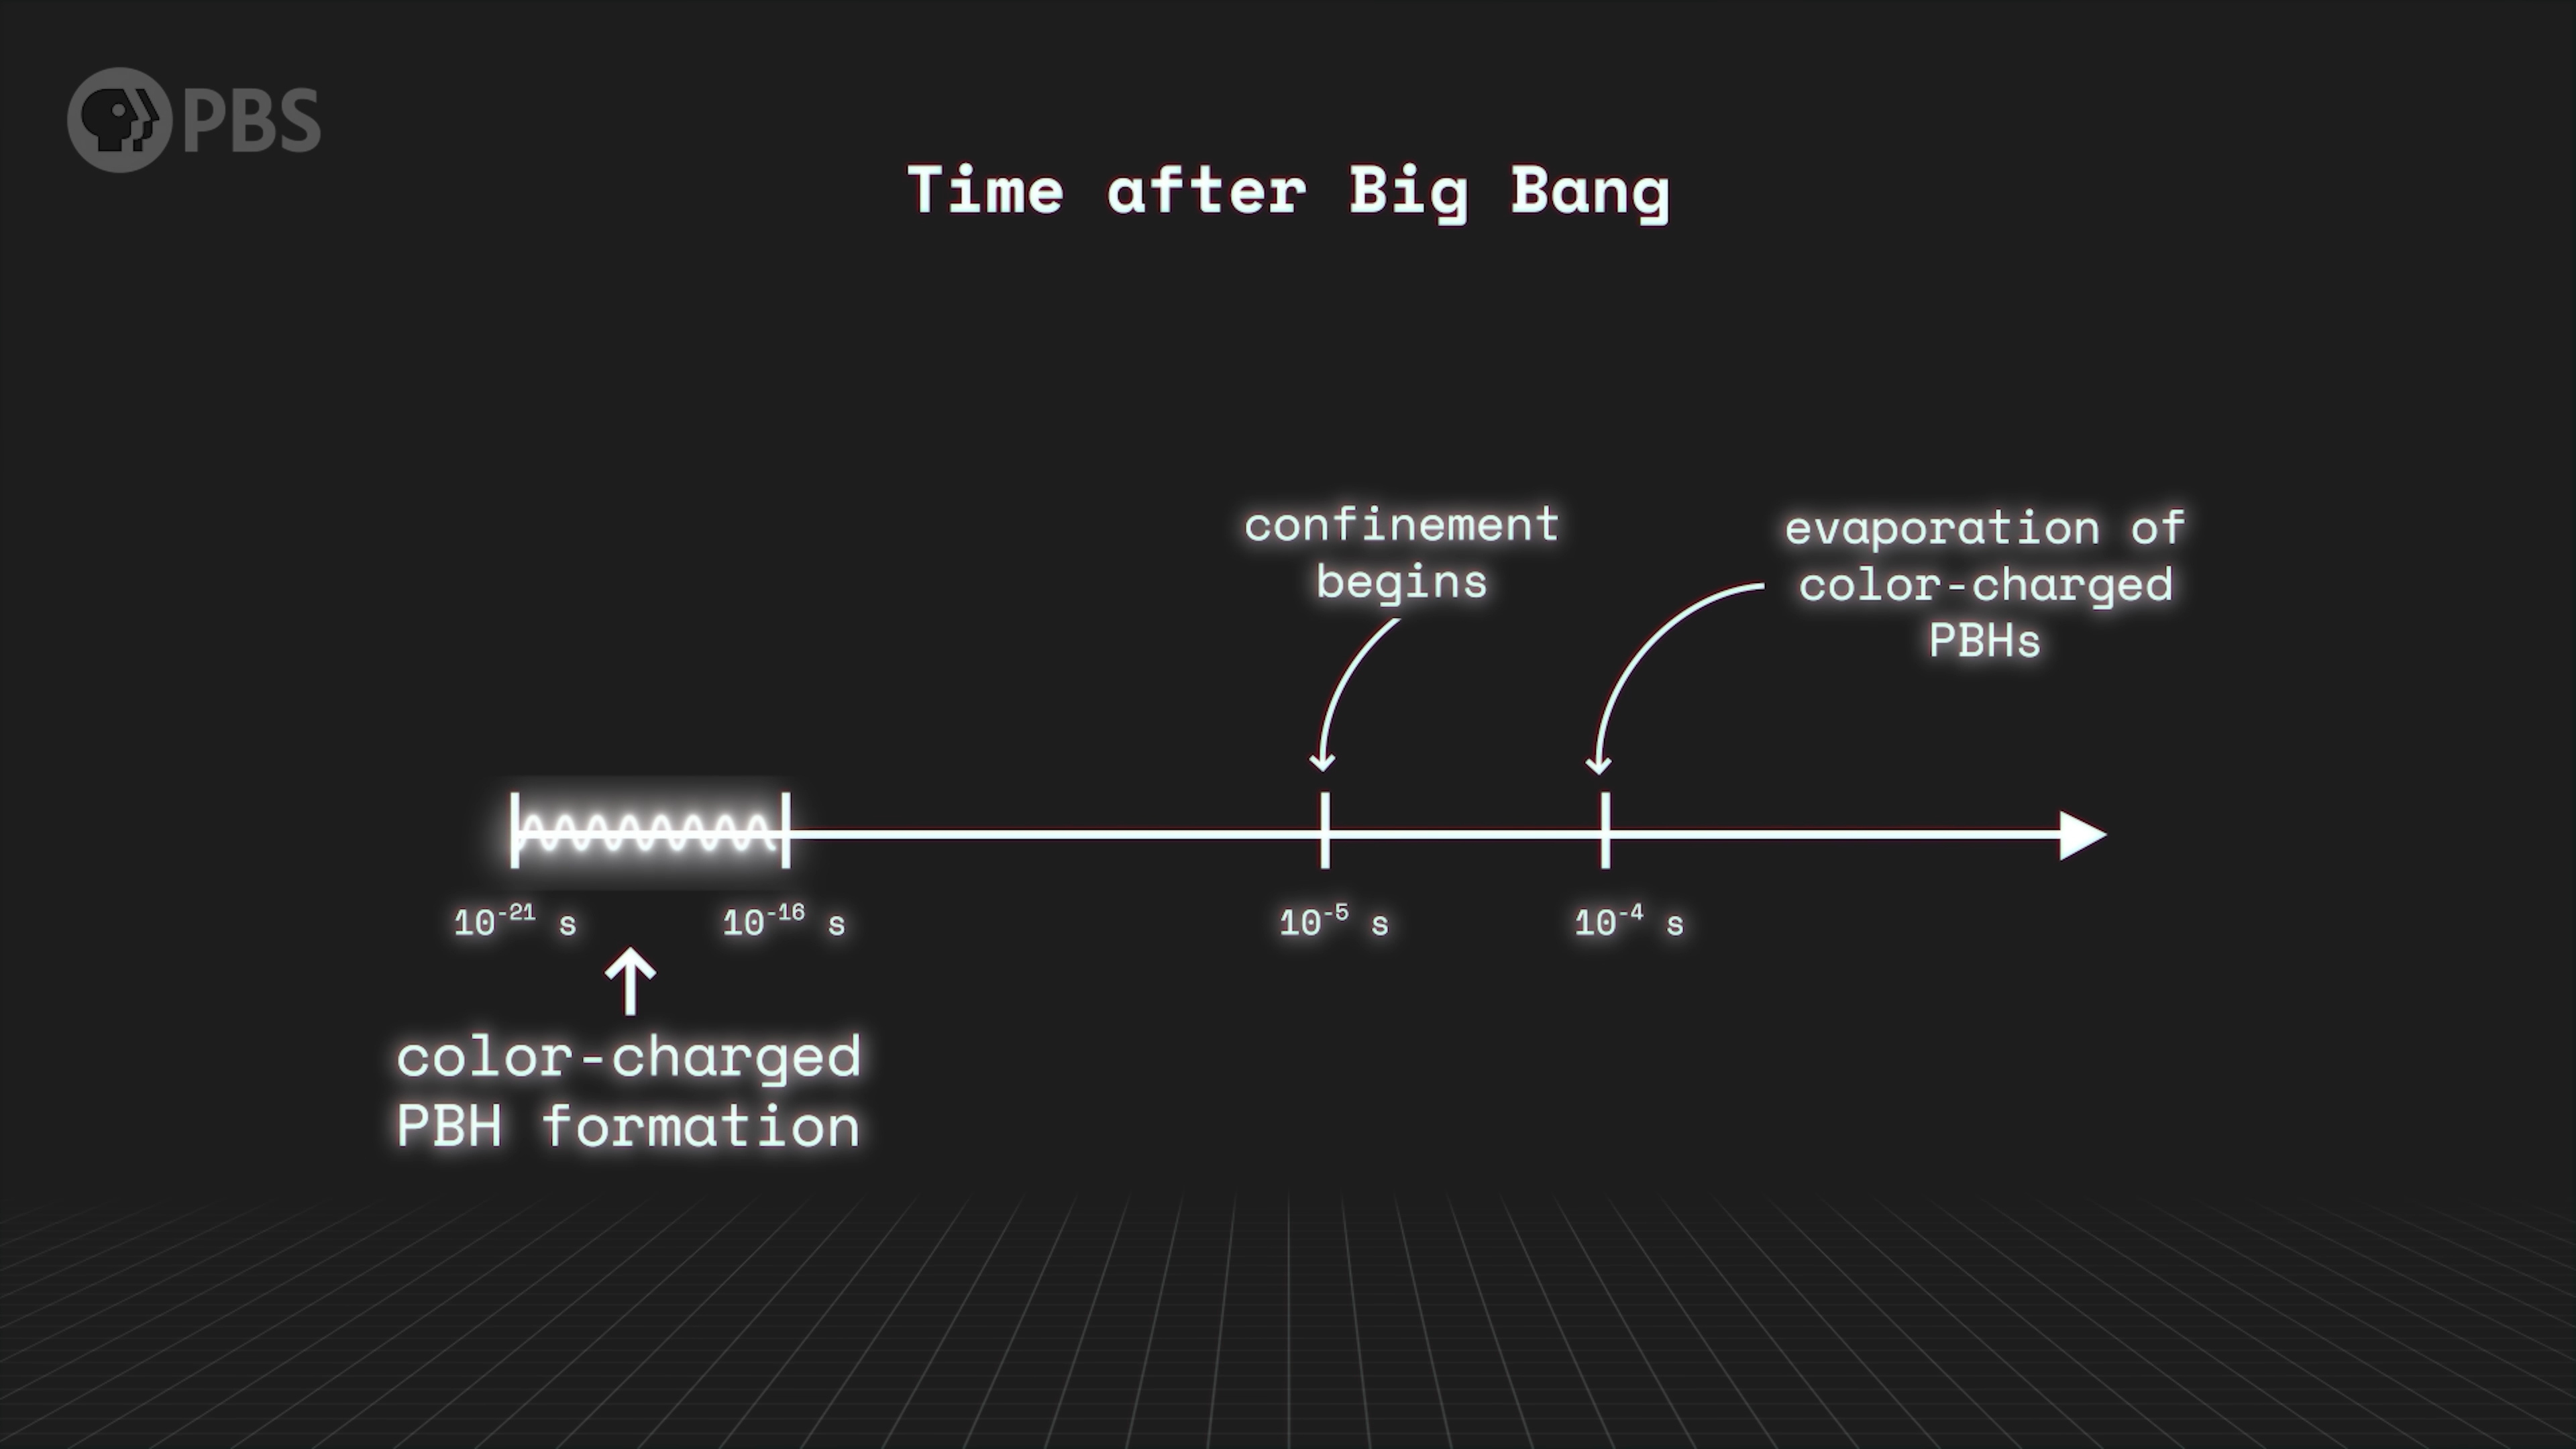 PBS
Time after Big Bang
confinement
begins
evaporation of
color-charged
PBHs
10⁻²¹ s
10⁻¹⁶ s
10⁻⁵ s
10⁻⁴ s
color-charged
PBH formation